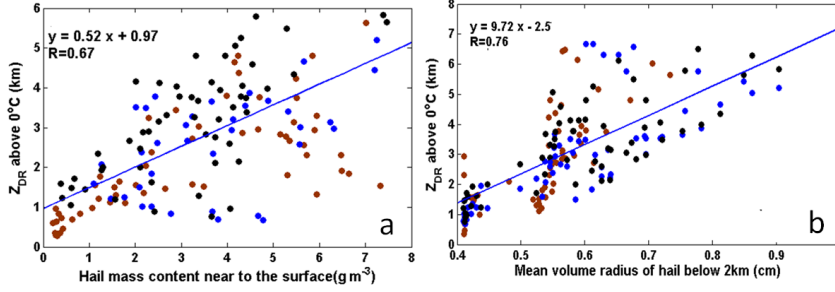 y = 0.52 x + 0.97
R=0.67
6
5
4
3
2
1
0
Z_DR above 0°C (km)
0 1 2 3 4 5 6 7 8
Hail mass content near to the surface(g m⁻³)
a
y = 9.72 x - 2.5
R=0.76
8
7
6
5
4
3
2
1
0
Z_DR above 0°C (km)
0.4 0.5 0.6 0.7 0.8 0.9
Mean volume radius of hail below 2km (cm)
b